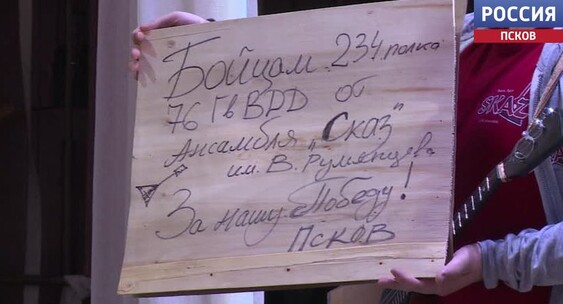 РОССИЯ
ПСКОВ
Бойцам 234 полка
76 Гв ВДД от
Ансамбля "Сказ"
им. В. Румянцева
За нашу Победу!
ПСКОВ
SKAZ